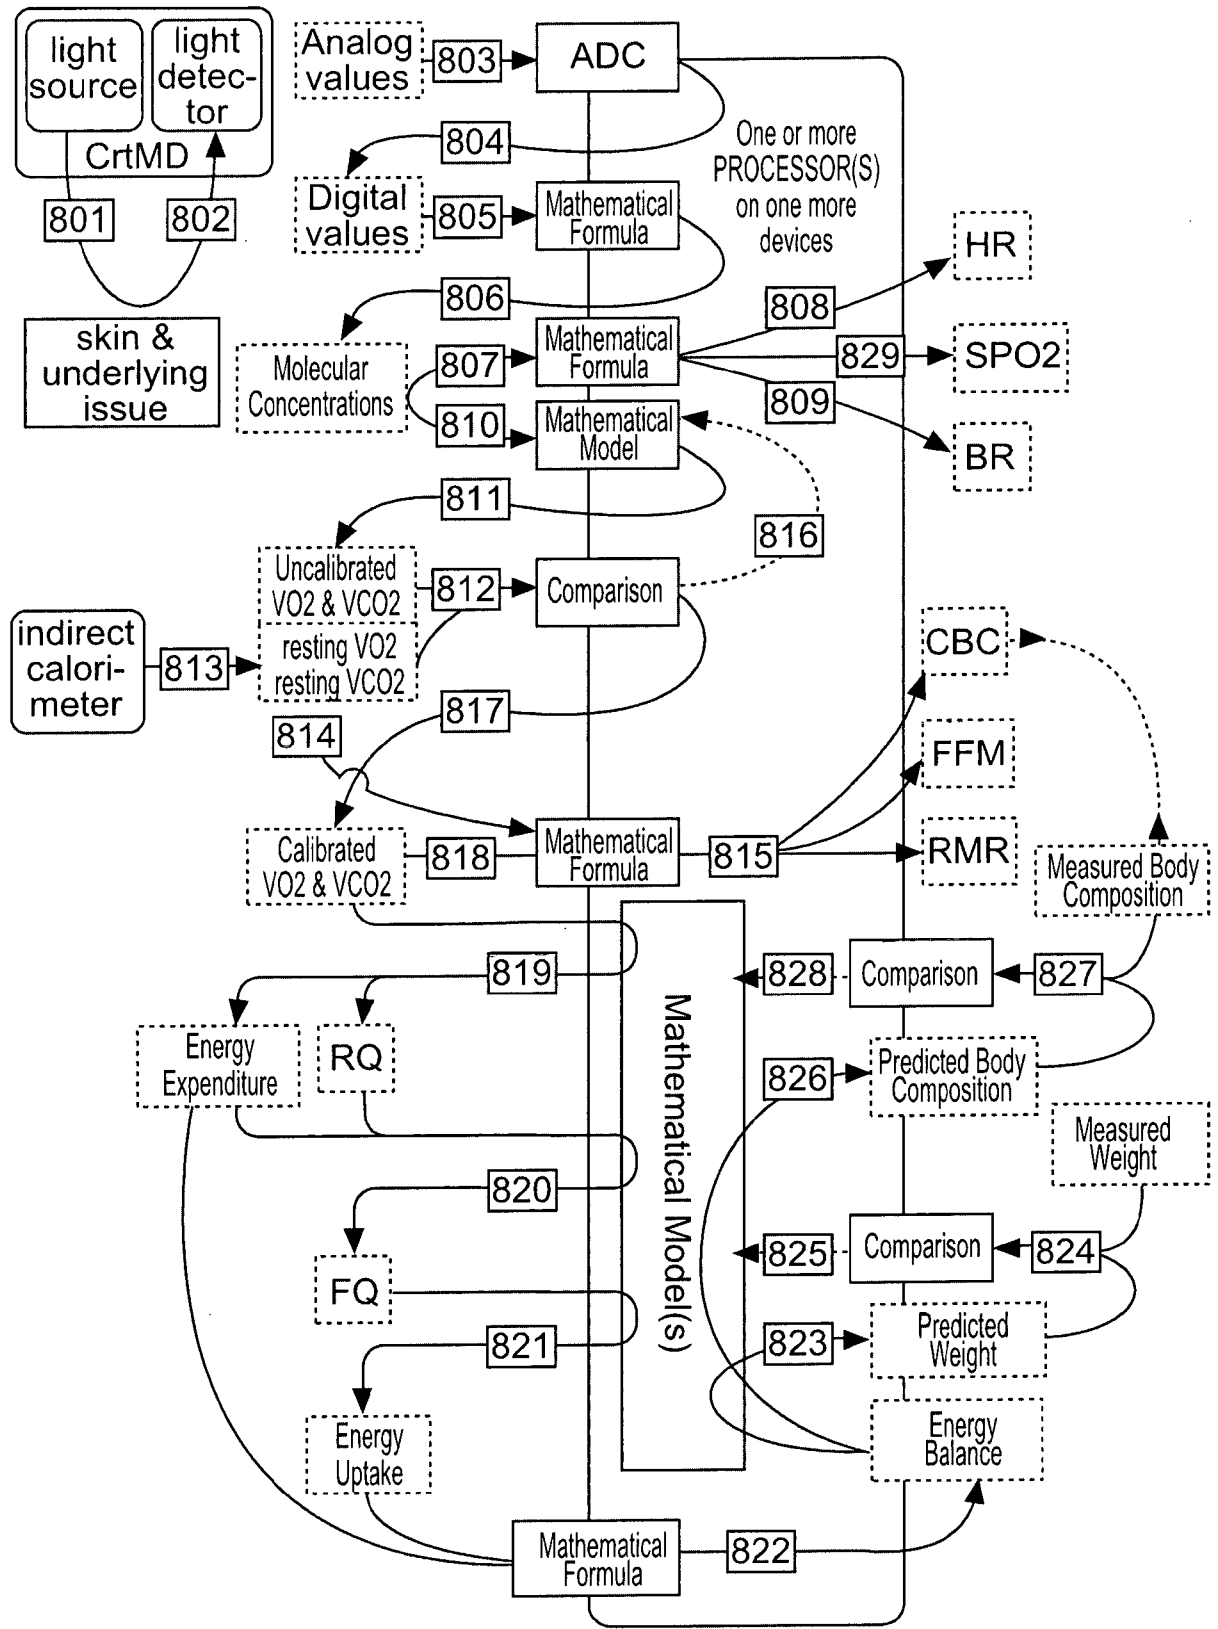 light
source
light
detec-
tor
CrtMD
801
802
skin &
underlying
issue
Analog
values
803
ADC
804
Digital
values
805
Mathematical
Formula
One or more
PROCESSOR(S)
on one more
devices
806
Molecular
Concentrations
807
Mathematical
Formula
808
HR
829
SPO2
809
BR
810
Mathematical
Model
811
816
Uncalibrated
VO2 & VCO2
812
Comparison
indirect
calori-
meter
813
resting VO2
resting VCO2
817
814
CBC
FFM
RMR
Calibrated
VO2 & VCO2
818
Mathematical
Formula
815
Measured Body
Composition
819
Mathematical Model(s)
828
Comparison
827
Energy
Expenditure
RQ
826
Predicted Body
Composition
Measured
Weight
820
FQ
825
Comparison
824
821
823
Predicted
Weight
Energy
Uptake
Energy
Balance
Mathematical
Formula
822